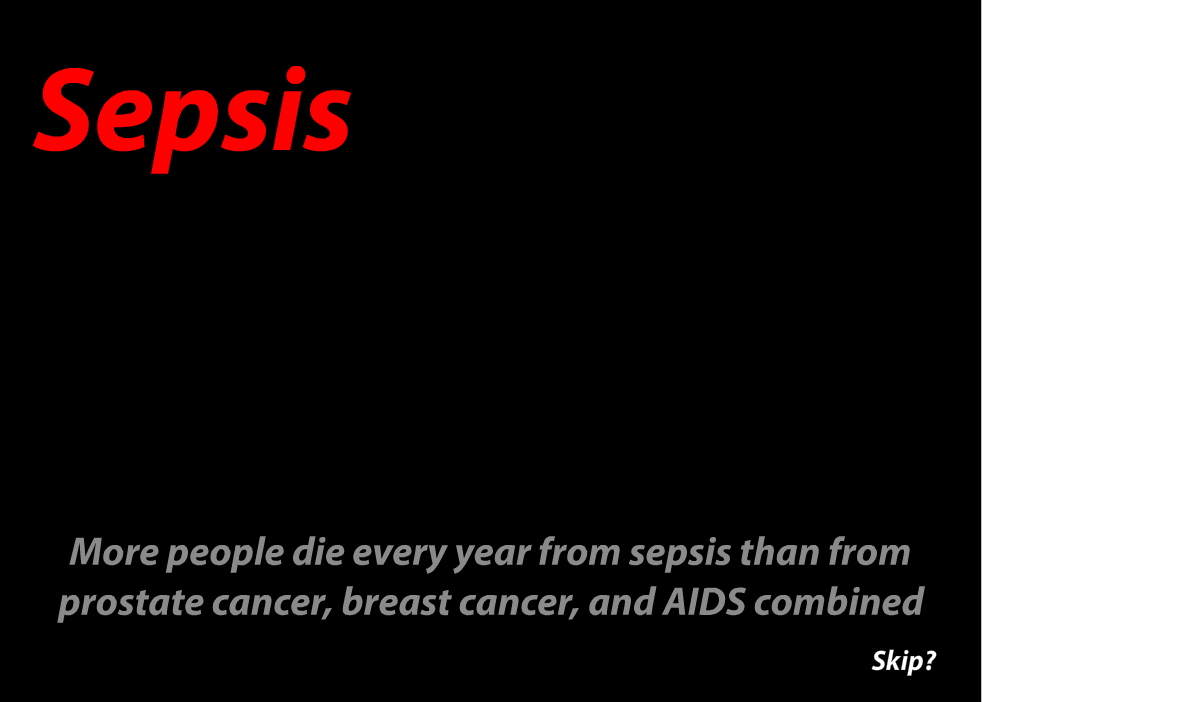 Sepsis
More people die every year from sepsis than from
prostate cancer, breast cancer, and AIDS combined
Skip?